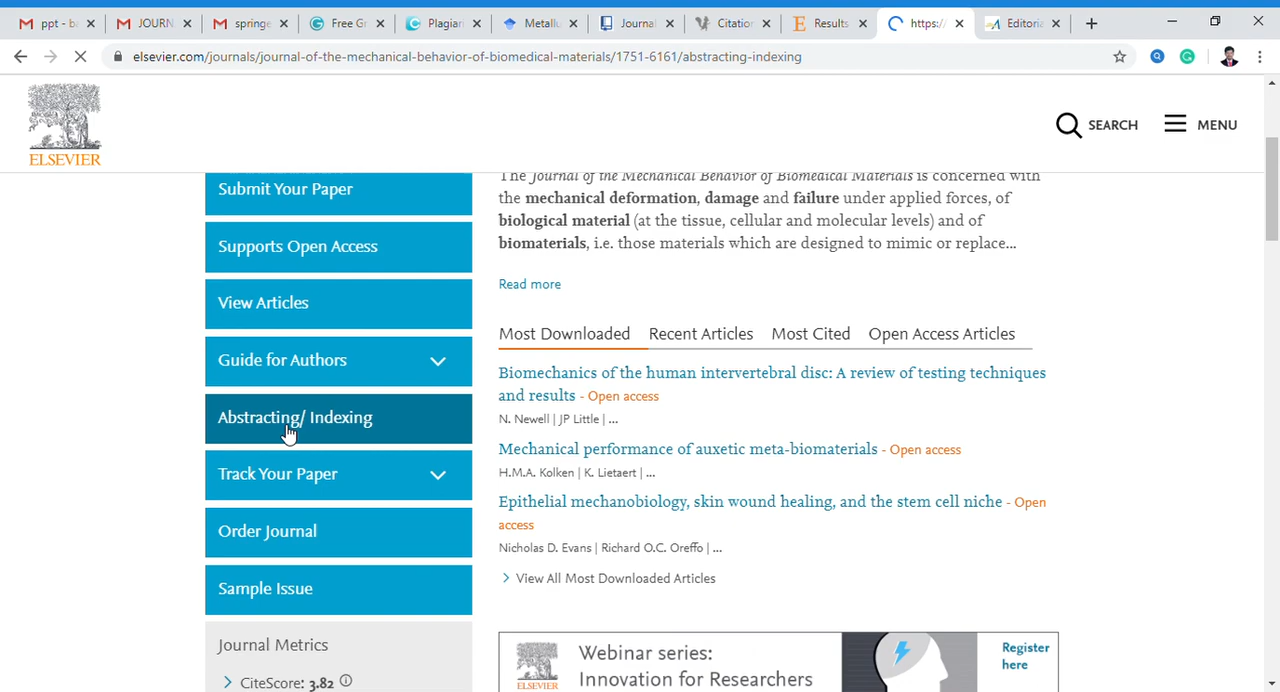 ppt - ba
JOURN
springe
Free Gr
Plagiari
Metallu
Journal
Citation
Results
https:/
Editoria
elsevier.com/journals/journal-of-the-mechanical-behavior-of-biomedical-materials/1751-6161/abstracting-indexing
ELSEVIER
SEARCH
MENU
Submit Your Paper
Supports Open Access
View Articles
Guide for Authors
Abstracting/ Indexing
Track Your Paper
Order Journal
Sample Issue
Journal Metrics
CiteScore: 3.82
The Journal of the Mechanical Behavior of Biomedical Materials is concerned with
the mechanical deformation, damage and failure under applied forces, of
biological material (at the tissue, cellular and molecular levels) and of
biomaterials, i.e. those materials which are designed to mimic or replace...
Read more
Most Downloaded Recent Articles Most Cited Open Access Articles
Biomechanics of the human intervertebral disc: A review of testing techniques
and results - Open access
N. Newell | JP Little | ...
Mechanical performance of auxetic meta-biomaterials - Open access
H.M.A. Kolken | K. Lietaert | ...
Epithelial mechanobiology, skin wound healing, and the stem cell niche - Open
access
Nicholas D. Evans | Richard O.C. Oreffo | ...
View All Most Downloaded Articles
ELSEVIER
Webinar series:
Innovation for Researchers
Register
here